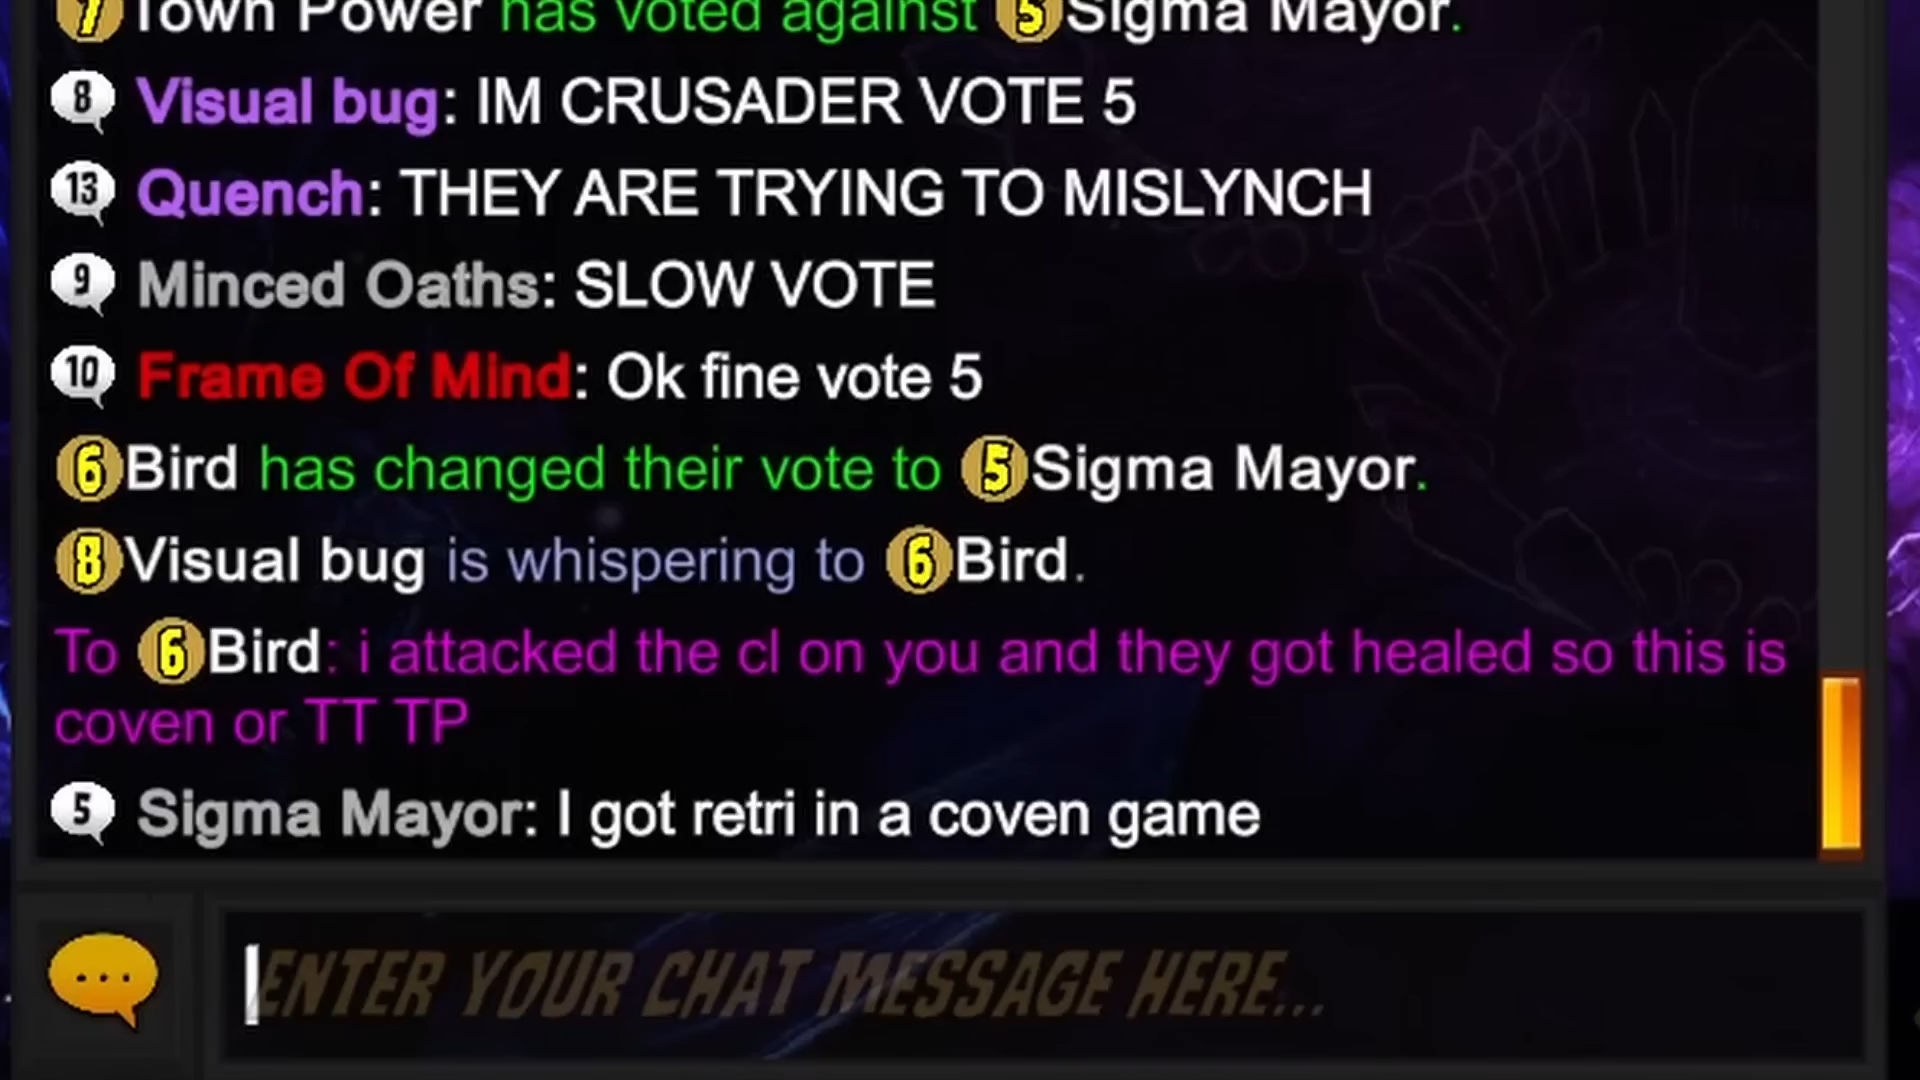 7 Town Power has voted against 5 Sigma Mayor.
8 Visual bug: IM CRUSADER VOTE 5
13 Quench: THEY ARE TRYING TO MISLYNCH
9 Minced Oaths: SLOW VOTE
10 Frame Of Mind: Ok fine vote 5
6 Bird has changed their vote to 5 Sigma Mayor.
8 Visual bug is whispering to 6 Bird.
To 6 Bird: i attacked the cl on you and they got healed so this is
coven or TT TP
5 Sigma Mayor: I got retri in a coven game
ENTER YOUR CHAT MESSAGE HERE...